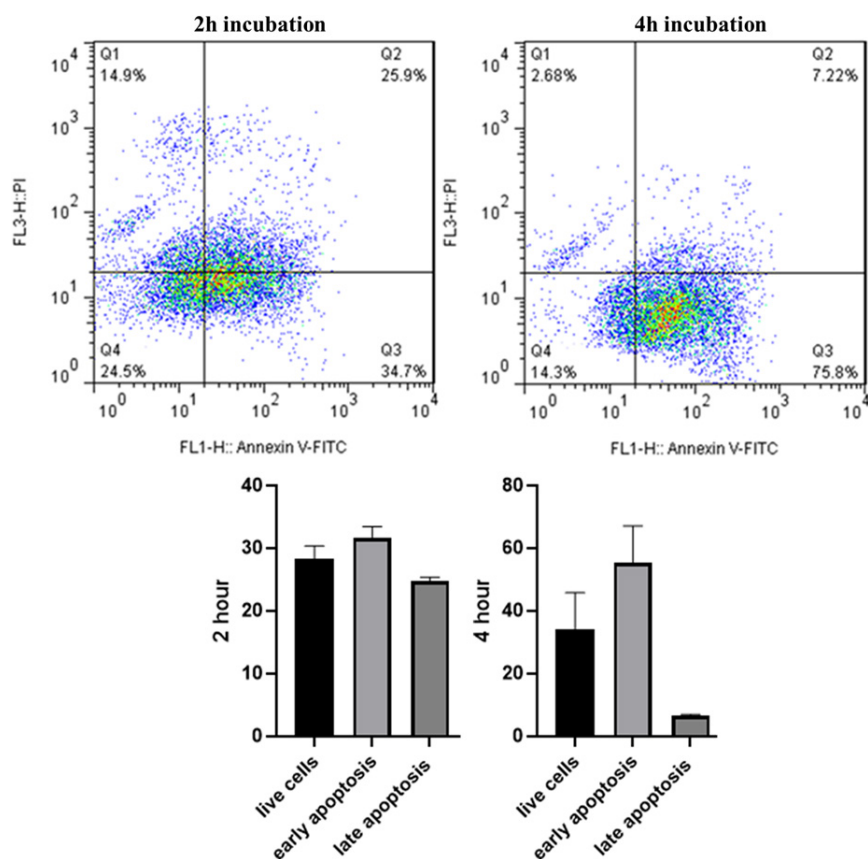 2h incubation
4h incubation
Q1
14.9%
Q2
25.9%
Q4
24.5%
Q3
34.7%
10^4
10^3
10^2
10^1
10^0
FL3-H::PI
10^0 10^1 10^2 10^3 10^4
FL1-H:: Annexin V-FITC
Q1
2.68%
Q2
7.22%
Q4
14.3%
Q3
75.8%
10^4
10^3
10^2
10^1
10^0
FL3-H::PI
10^0 10^1 10^2 10^3 10^4
FL1-H:: Annexin V-FITC
40
30
20
10
0
2 hour
live cells
early apoptosis
late apoptosis
80
60
40
20
0
4 hour
live cells
early apoptosis
late apoptosis